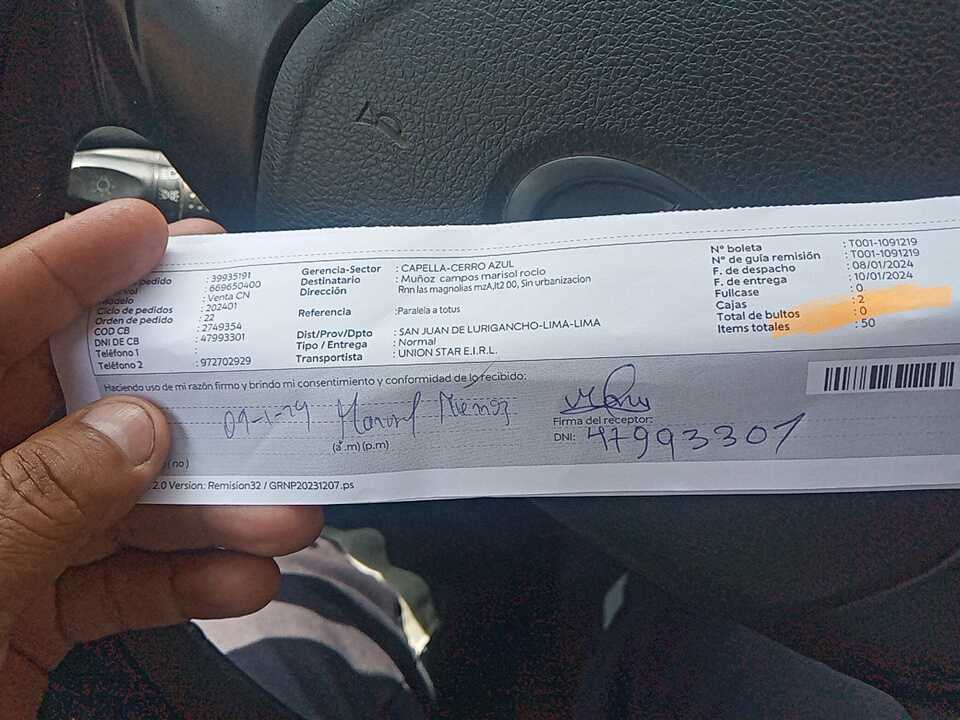 pedido : 39935191
: 669650400
Modelo : Venta CN
Ciclo de pedidos : 202401
Orden de pedido : 22
COD CB : 2749354
DNI DE CB : 47993301
Teléfono 1 :
Teléfono 2 : 972702929
Gerencia-Sector : CAPELLA-CERRO AZUL
Destinatario : Muñoz campos marisol rocio
Dirección : Rnn las magnolias mzA,lt2 00, Sin urbanizacion
Referencia : Paralela a totus
Dist/Prov/Dpto : SAN JUAN DE LURIGANCHO-LIMA-LIMA
Tipo / Entrega : Normal
Transportista : UNION STAR E.I.R.L.
Nº boleta : T001-1091219
Nº de guía remisión : T001-1091219
F. de despacho : 08/01/2024
F. de entrega : 10/01/2024
Fullcase : 0
Cajas : 2
Total de bultos : 0
Items totales : 50
Haciendo uso de mi razón firmo y brindo mi consentimiento y conformidad de lo recibido:
(a.m) (p.m)
Firma del receptor:
DNI: 47993301
( no )
2.0 Version: Remision32 / GRNP20231207.ps